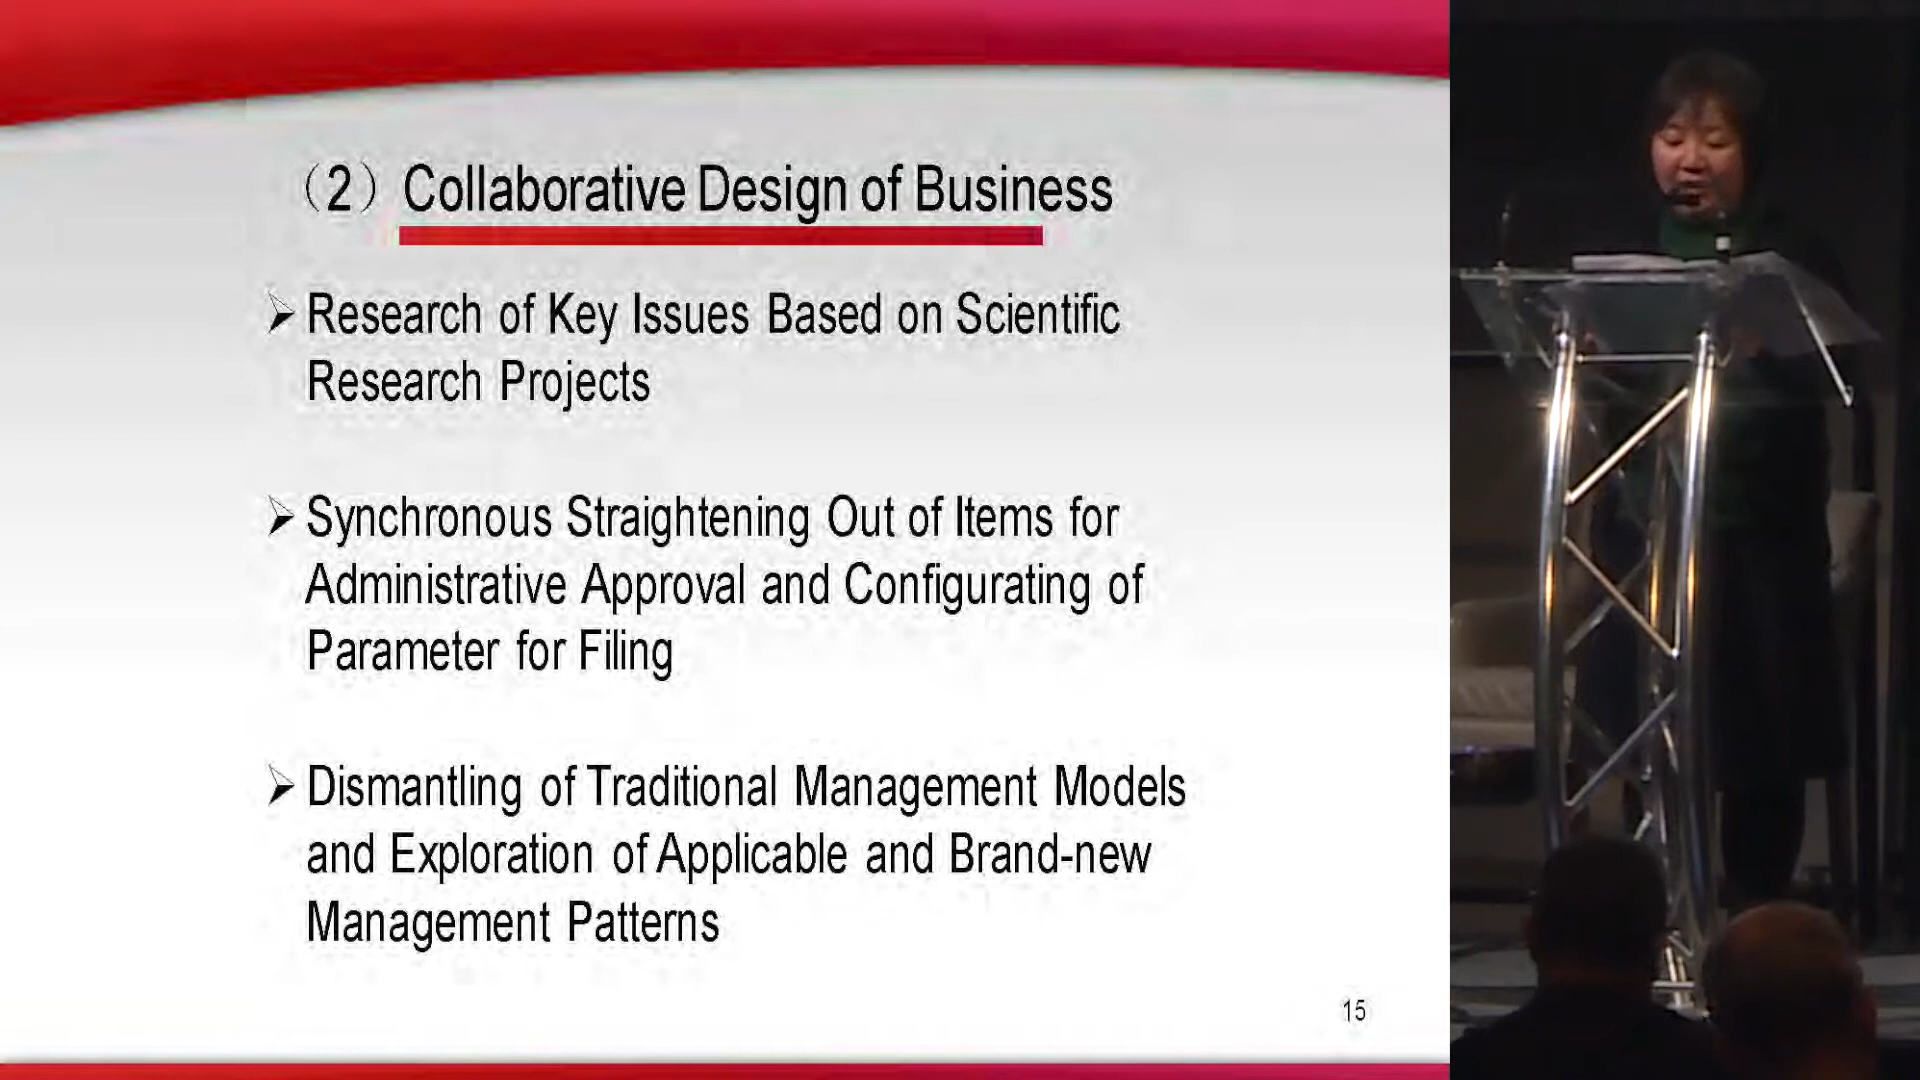 （2）Collaborative Design of Business
Research of Key Issues Based on Scientific
Research Projects
Synchronous Straightening Out of Items for
Administrative Approval and Configurating of
Parameter for Filing
Dismantling of Traditional Management Models
and Exploration of Applicable and Brand-new
Management Patterns
15